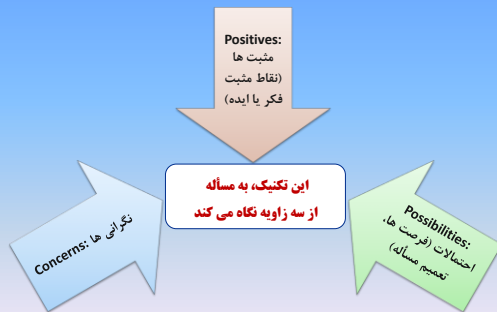 Positives:
مثبت ها
(نقاط مثبت
فکر یا ایده)
این تکنیک، به مسأله
از سه زاویه نگاه می کند
Concerns: نگرانی ها
Possibilities:
احتمالات (فرصت ها،
تعمیم مسأله)